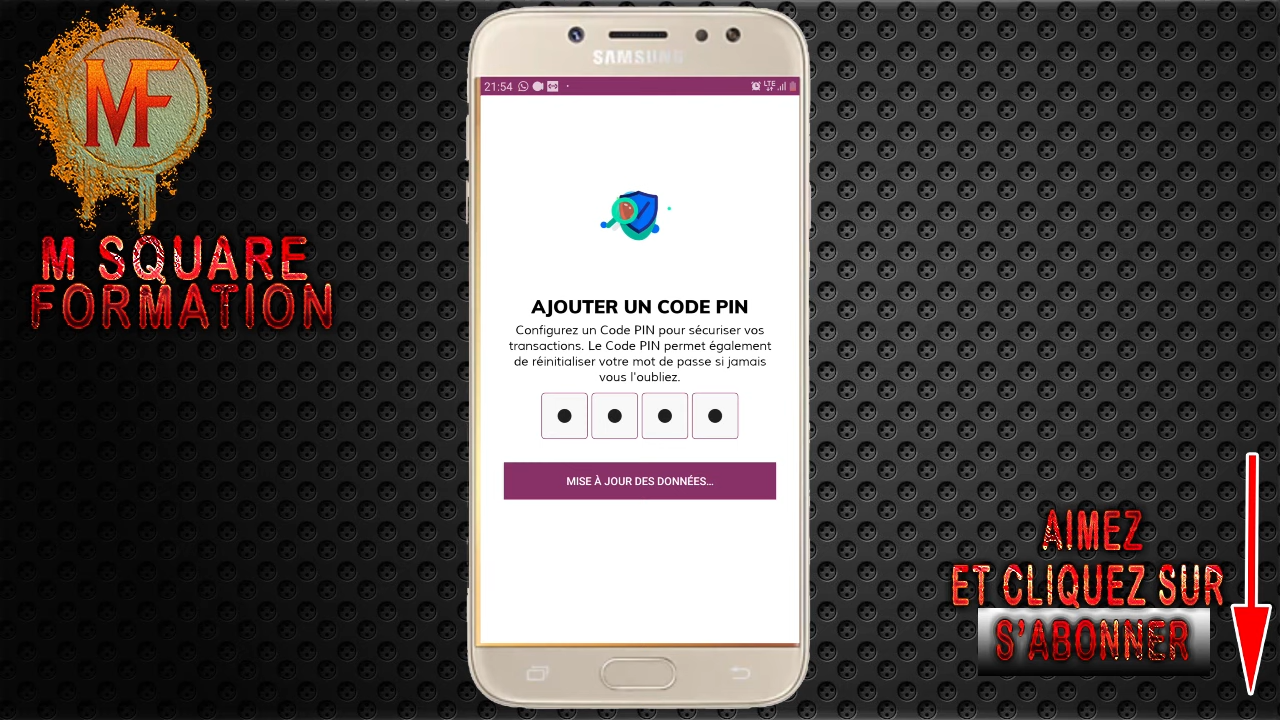 MF
M SQUARE
FORMATION
SAMSUNG
21:54
LTE
AJOUTER UN CODE PIN
Configurez un Code PIN pour sécuriser vos
transactions. Le Code PIN permet également
de réinitialiser votre mot de passe si jamais
vous l'oubliez.
MISE À JOUR DES DONNÉES...
AIMEZ
ET CLIQUEZ SUR
S'ABONNER